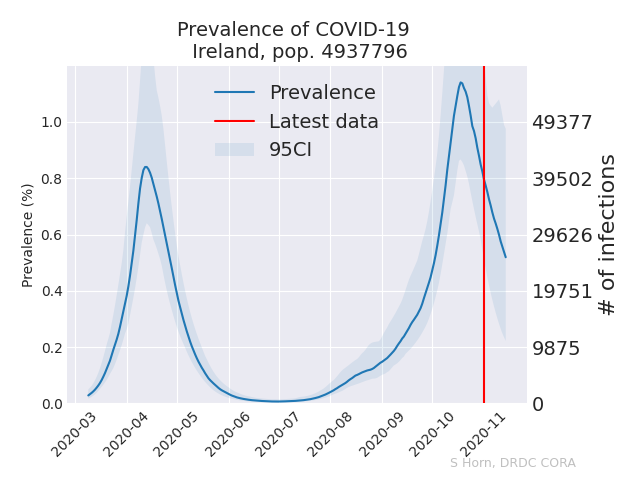 Prevalence of COVID-19
Ireland, pop. 4937796
Prevalence
Latest data
95CI
Prevalence (%)
1.0
0.8
0.6
0.4
0.2
0.0
49377
39502
29626
19751
9875
0
# of infections
2020-03
2020-04
2020-05
2020-06
2020-07
2020-08
2020-09
2020-10
2020-11
S Horn, DRDC CORA